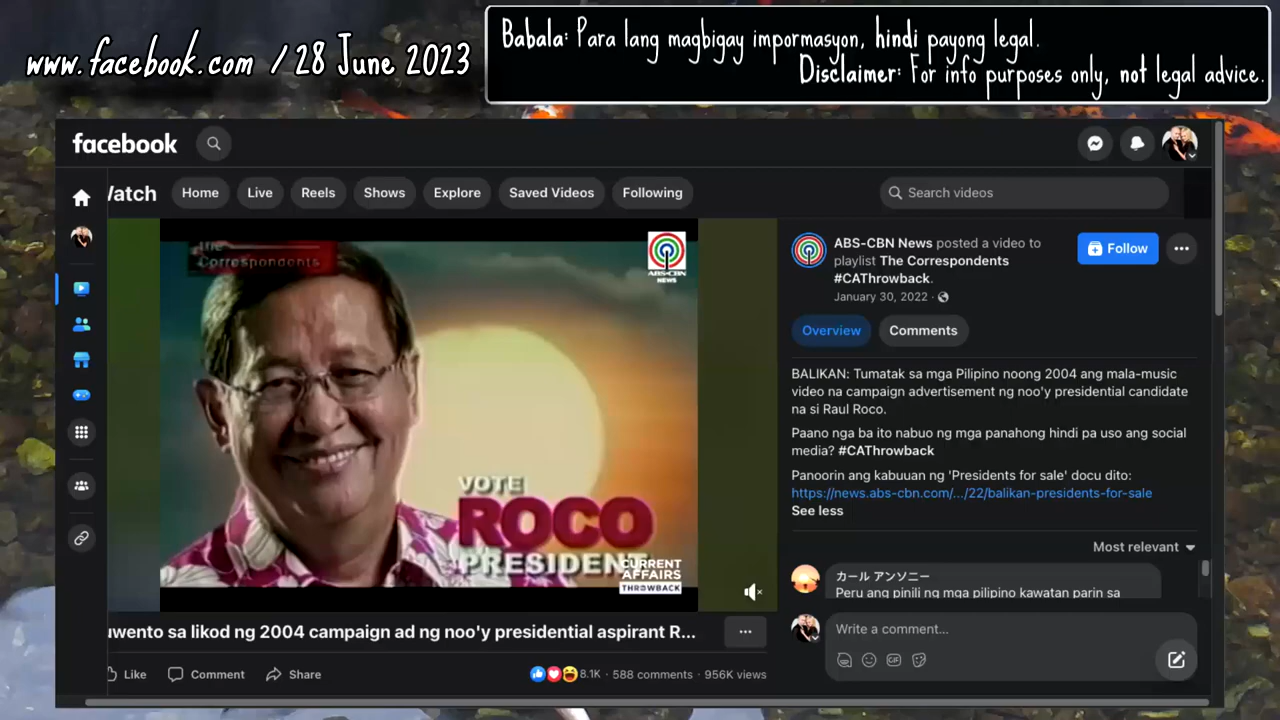 www.facebook.com / 28 June 2023
Babala: Para lang magbigay impormasyon, hindi payong legal.
Disclaimer: For info purposes only, not legal advice.
facebook
Watch
Home
Live
Reels
Shows
Explore
Saved Videos
Following
Search videos
The
Correspondents
ABS-CBN
NEWS
VOTE
ROCO
PRESIDENT
CURRENT
AFFAIRS
THROWBACK
uwento sa likod ng 2004 campaign ad ng noo'y presidential aspirant R...
Like
Comment
Share
8.1K · 588 comments · 956K views
ABS-CBN News posted a video to
playlist The Correspondents
#CAThrowback.
January 30, 2022 ·
Follow
Overview
Comments
BALIKAN: Tumatak sa mga Pilipino noong 2004 ang mala-music
video na campaign advertisement ng noo'y presidential candidate
na si Raul Roco.
Paano nga ba ito nabuo ng mga panahong hindi pa uso ang social
media? #CAThrowback
Panoorin ang kabuuan ng 'Presidents for sale' docu dito:
https://news.abs-cbn.com/.../22/balikan-presidents-for-sale
See less
Most relevant
カール アンソニー
Peru ang pinili ng mga pilipino kawatan parin sa
Write a comment...
GIF